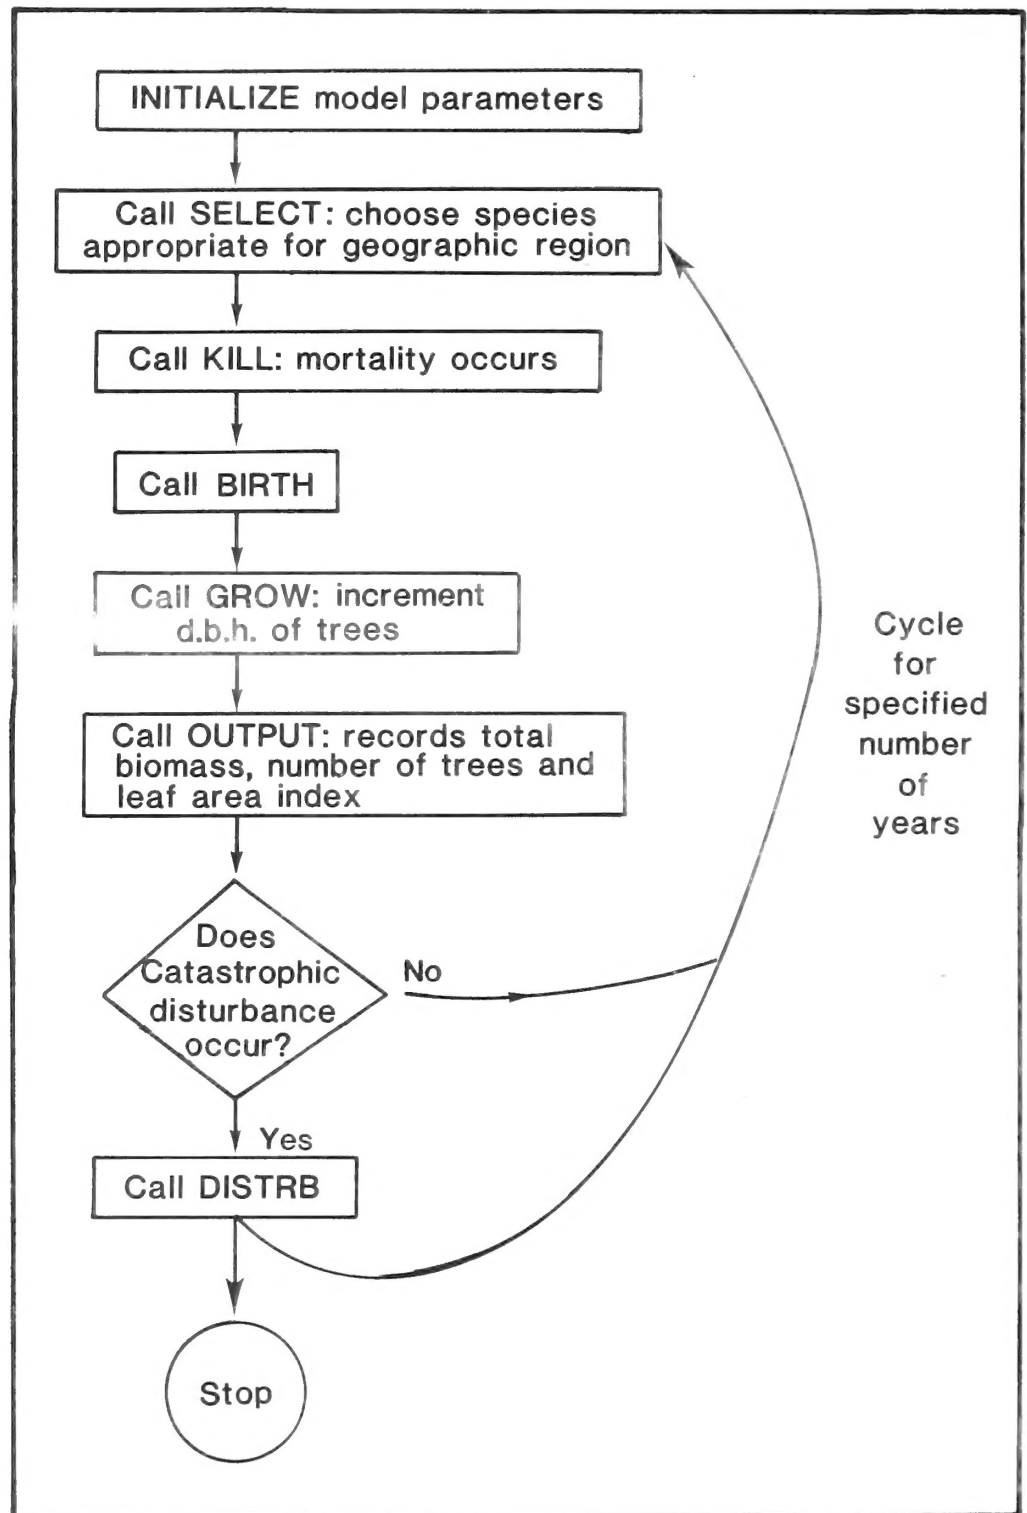 INITIALIZE model parameters
Call SELECT: choose species
appropriate for geographic region
Call KILL: mortality occurs
Call BIRTH
Call GROW: increment
d.b.h. of trees
Call OUTPUT: records total
biomass, number of trees and
leaf area index
Does
Catastrophic
disturbance
occur?
No
Yes
Call DISTRB
Stop
Cycle
for
specified
number
of
years